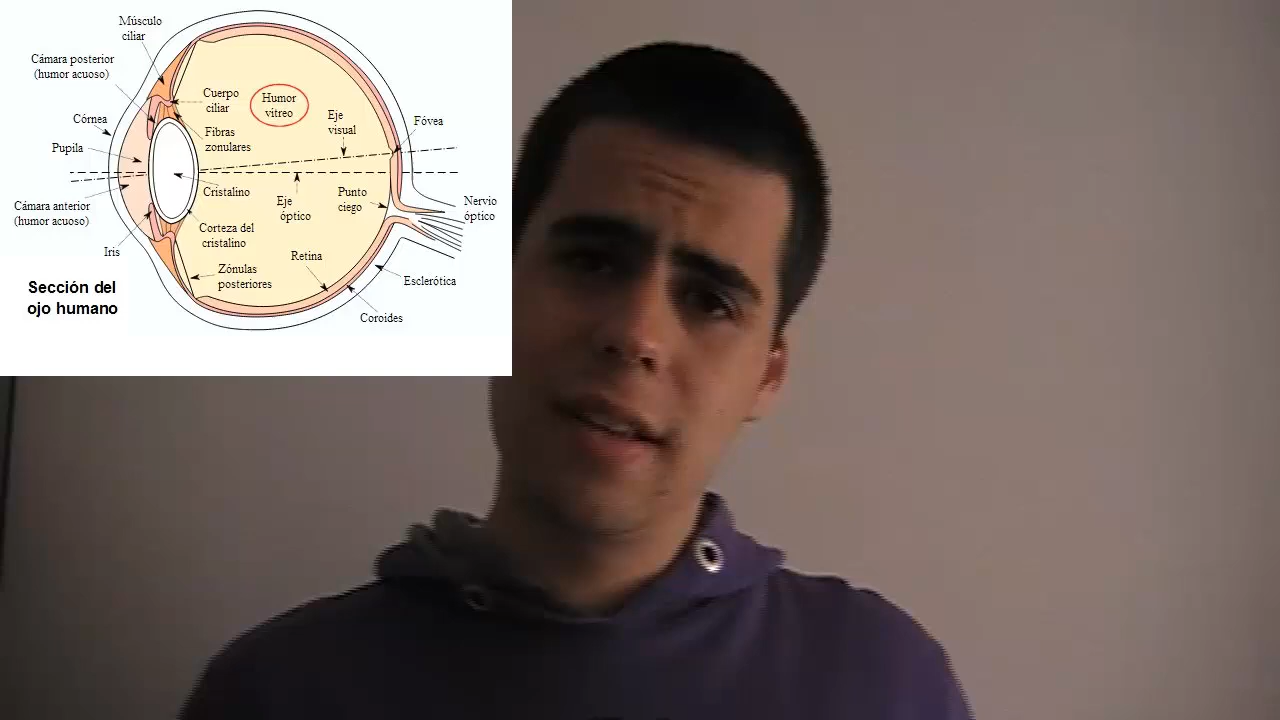 Músculo
ciliar
Cámara posterior
(humor acuoso)
Cuerpo
ciliar
Humor
vitreo
Eje
visual
Fóvea
Córnea
Fibras
zonulares
Pupila
Cristalino
Eje
óptico
Punto
ciego
Nervio
óptico
Cámara anterior
(humor acuoso)
Corteza del
cristalino
Iris
Retina
Zónulas
posteriores
Esclerótica
Sección del
ojo humano
Coroides